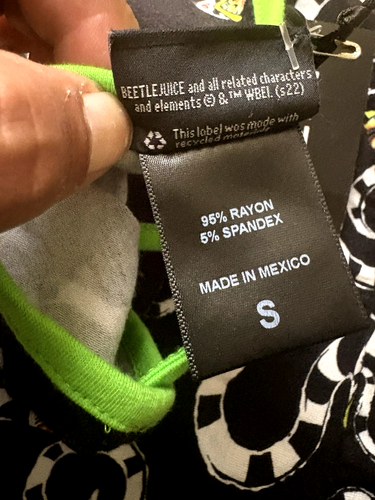 BEETLEJUICE and all related characters
and elements © & ™ WBEI. (s22)
This label was made with
recycled materials
95% RAYON
5% SPANDEX
MADE IN MEXICO
S